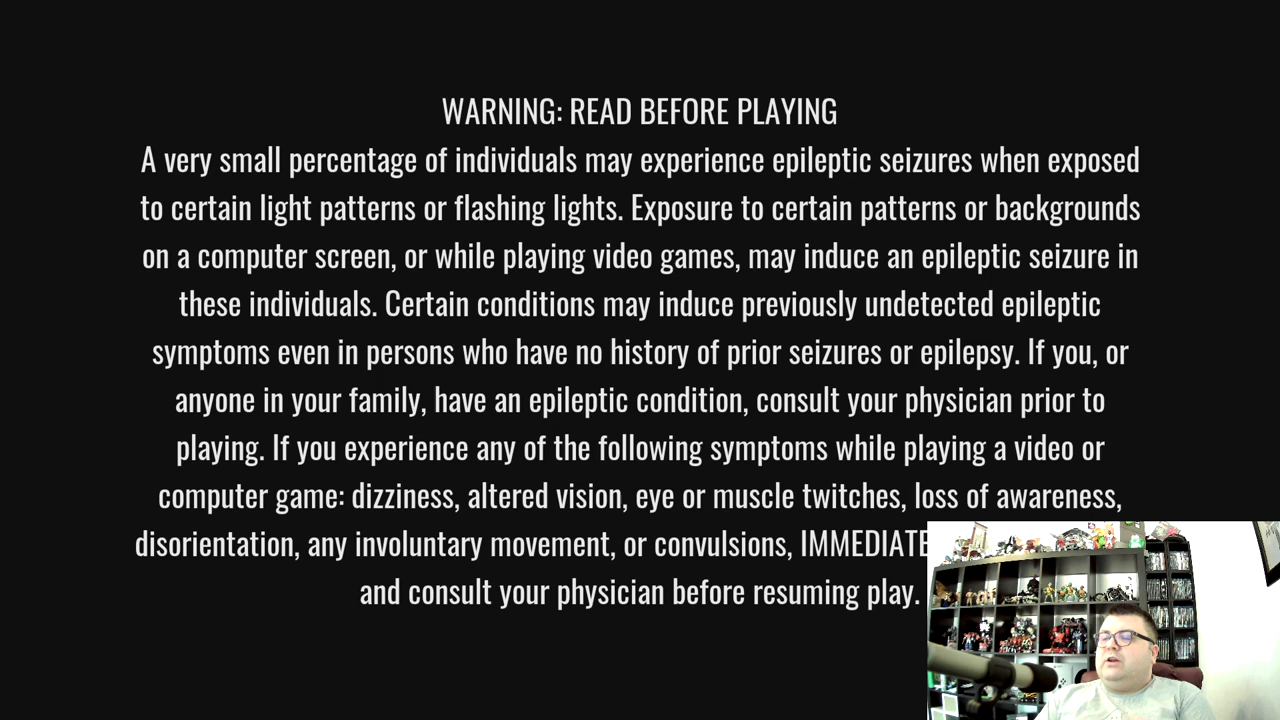 WARNING: READ BEFORE PLAYING
A very small percentage of individuals may experience epileptic seizures when exposed
to certain light patterns or flashing lights. Exposure to certain patterns or backgrounds
on a computer screen, or while playing video games, may induce an epileptic seizure in
these individuals. Certain conditions may induce previously undetected epileptic
symptoms even in persons who have no history of prior seizures or epilepsy. If you, or
anyone in your family, have an epileptic condition, consult your physician prior to
playing. If you experience any of the following symptoms while playing a video or
computer game: dizziness, altered vision, eye or muscle twitches, loss of awareness,
disorientation, any involuntary movement, or convulsions, IMMEDIATE
and consult your physician before resuming play.